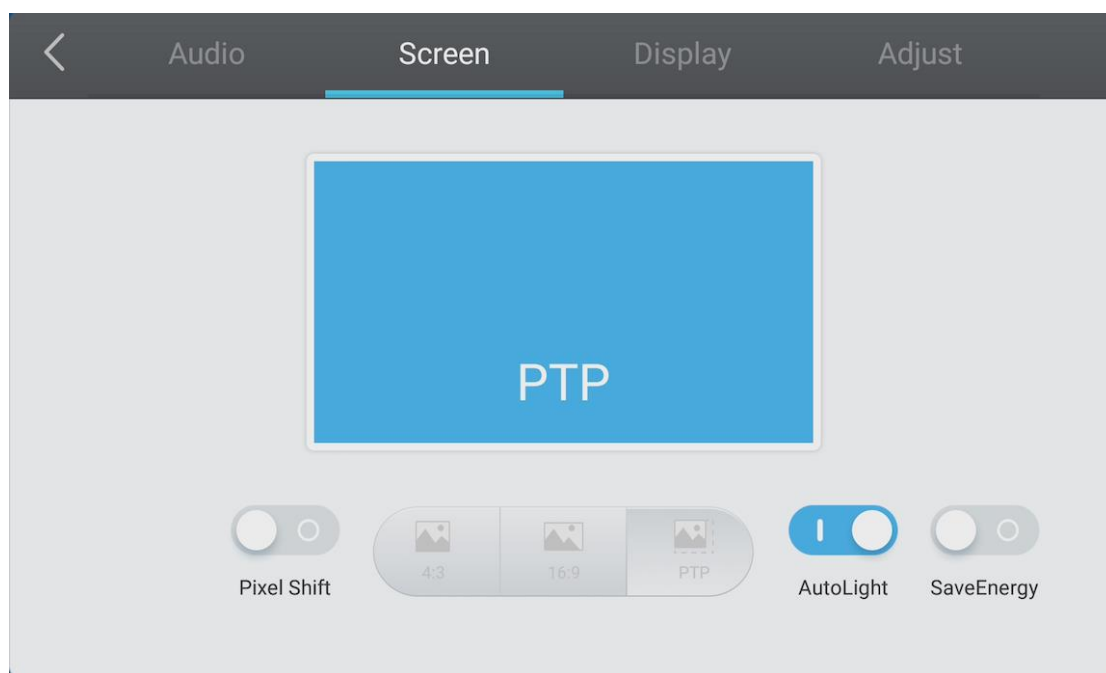 Audio
Screen
Display
Adjust
PTP
4:3
16:9
PTP
Pixel Shift
AutoLight
SaveEnergy